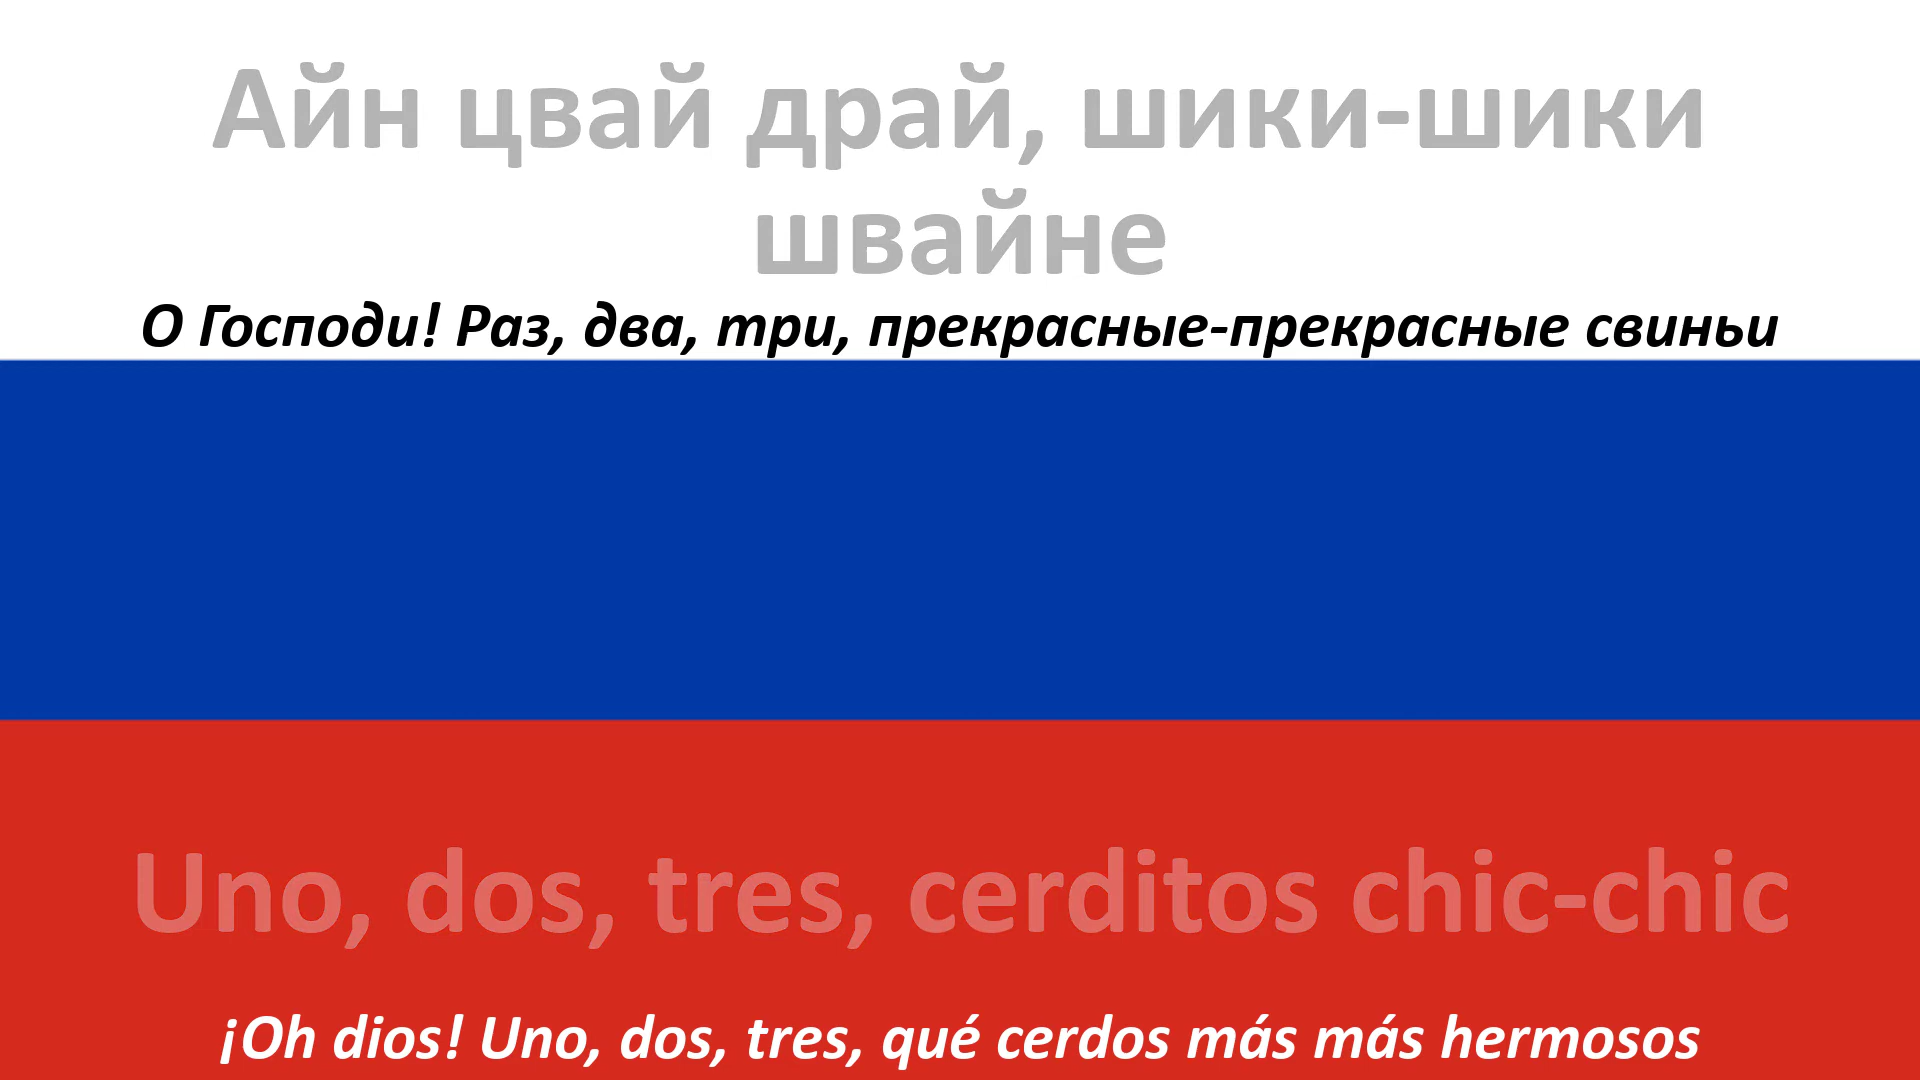 Айн цвай драй, шики-шики
швайне
О Господи! Раз, два, три, прекрасные-прекрасные свиньи
Uno, dos, tres, cerditos chic-chic
¡Oh dios! Uno, dos, tres, qué cerdos más más hermosos